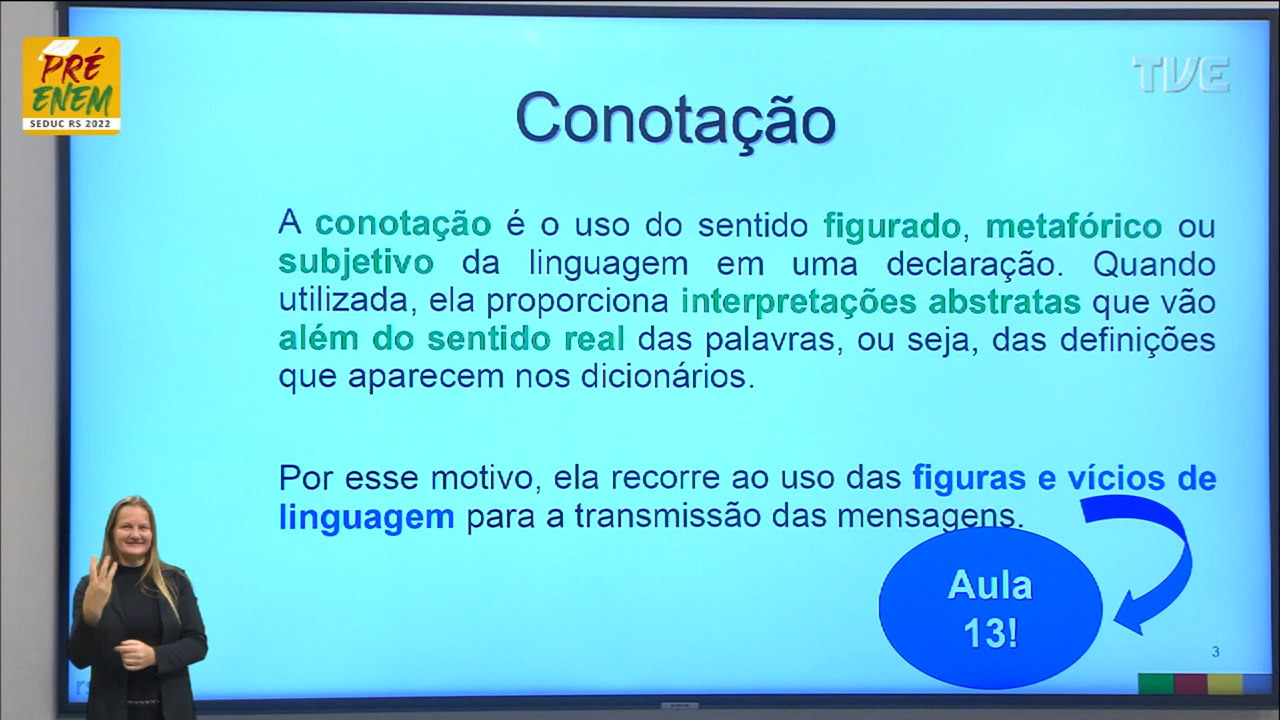 PRÉ
ENEM
SEDUC RS 2022
TVE
Conotação
A conotação é o uso do sentido figurado, metafórico ou
subjetivo da linguagem em uma declaração. Quando
utilizada, ela proporciona interpretações abstratas que vão
além do sentido real das palavras, ou seja, das definições
que aparecem nos dicionários.
Por esse motivo, ela recorre ao uso das figuras e vícios de
linguagem para a transmissão das mensagens.
Aula
13!
3